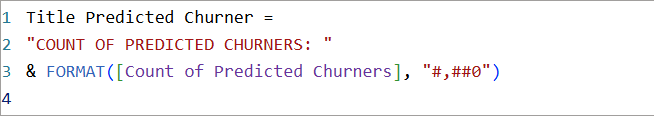 1 Title Predicted Churner =
2 "COUNT OF PREDICTED CHURNERS: "
3 & FORMAT([Count of Predicted Churners], "#,##0")
4